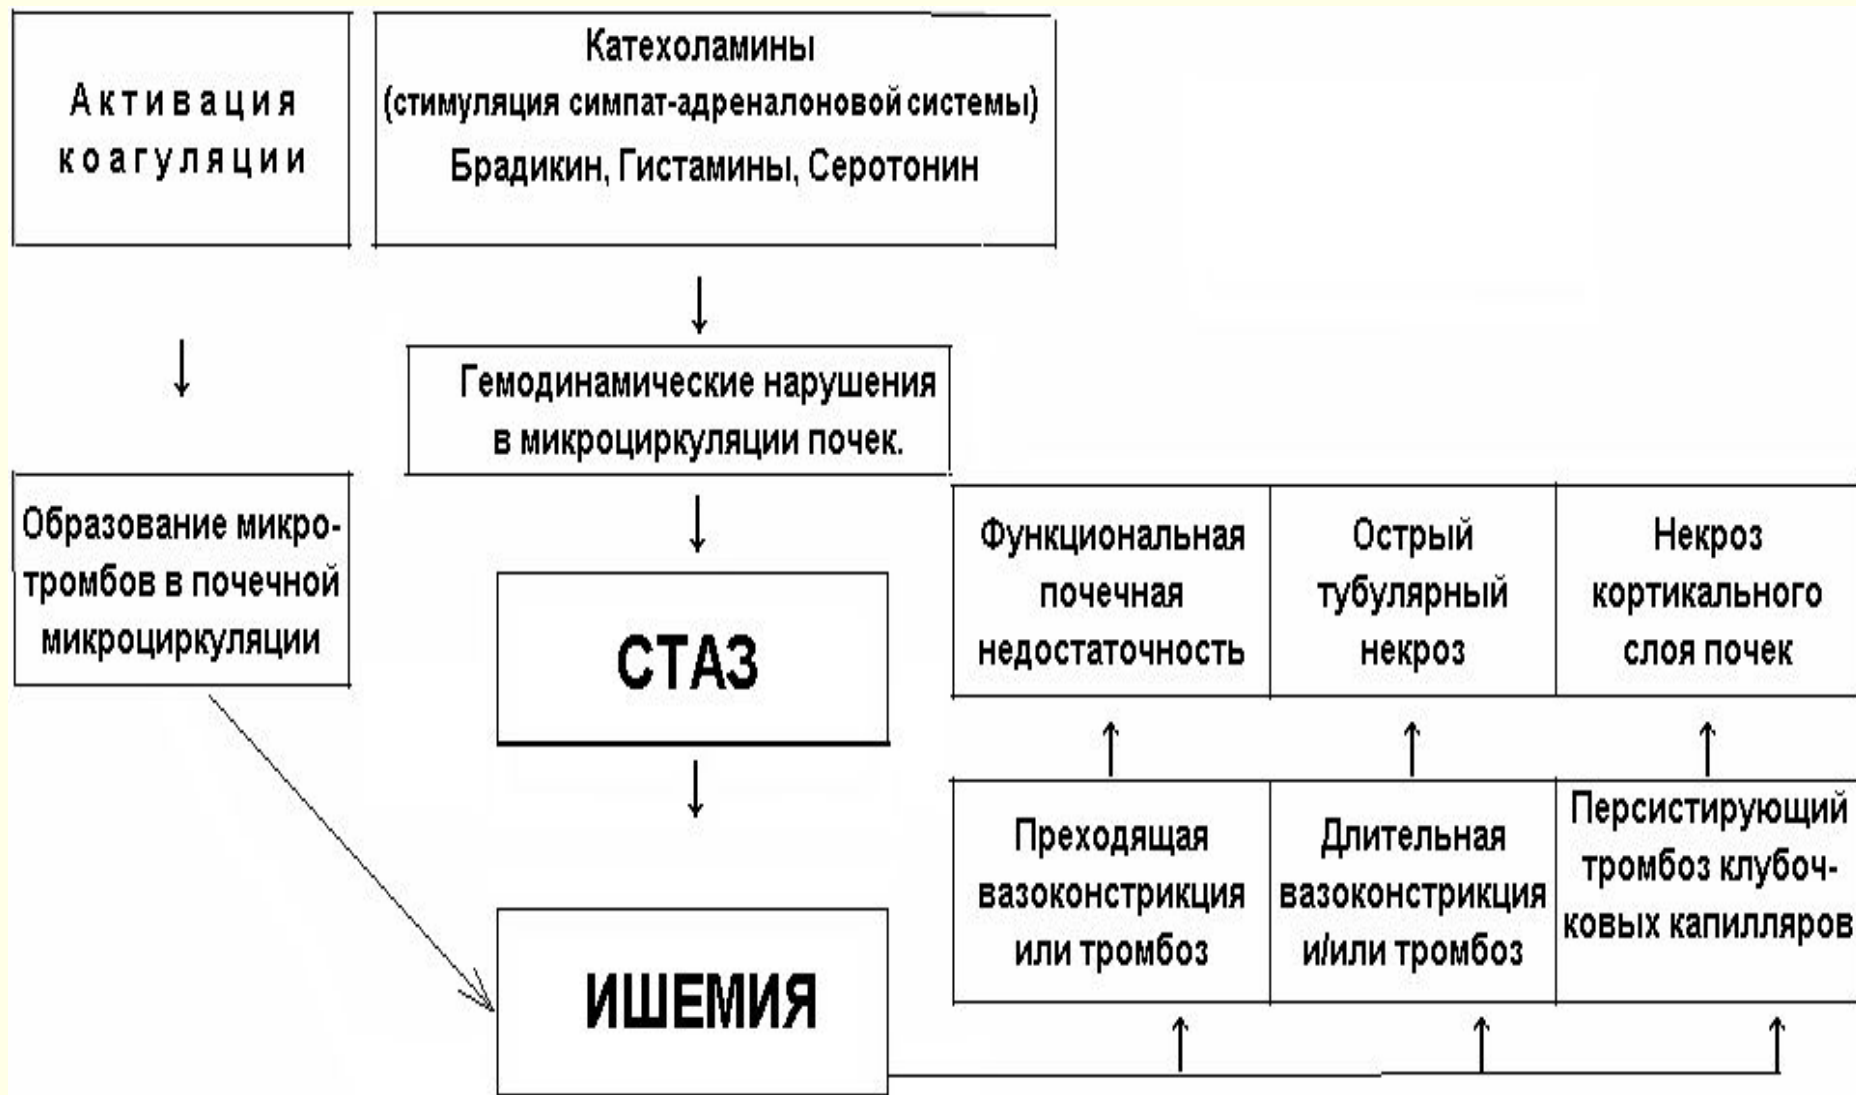 Активация
коагуляции
Катехоламины
(стимуляция симпат-адреналоновой системы)
Брадикин, Гистамины, Серотонин
Гемодинамические нарушения
в микроциркуляции почек.
Образование микро-
тромбов в почечной
микроциркуляции
СТАЗ
ИШЕМИЯ
Функциональная
почечная
недостаточность
Острый
тубулярный
некроз
Некроз
кортикального
слоя почек
Преходящая
вазоконстрикция
или тромбоз
Длительная
вазоконстрикция
и/или тромбоз
Персистирующий
тромбоз клубоч-
ковых капилляров